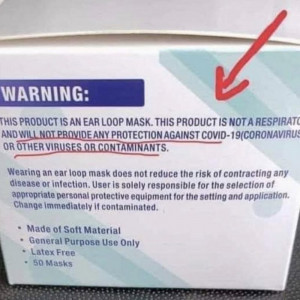 WARNING:
THIS PRODUCT IS AN EAR LOOP MASK. THIS PRODUCT IS NOT A RESPIRATO
AND WILL NOT PROVIDE ANY PROTECTION AGAINST COVID-19(CORONAVIRUS
OR OTHER VIRUSES OR CONTAMINANTS.
Wearing an ear loop mask does not reduce the risk of contracting any
disease or infection. User is solely responsible for the selection of
appropriate personal protective equipment for the setting and application.
Change immediately if contaminated.
• Made of Soft Material
• General Purpose Use Only
• Latex Free
• 50 Masks